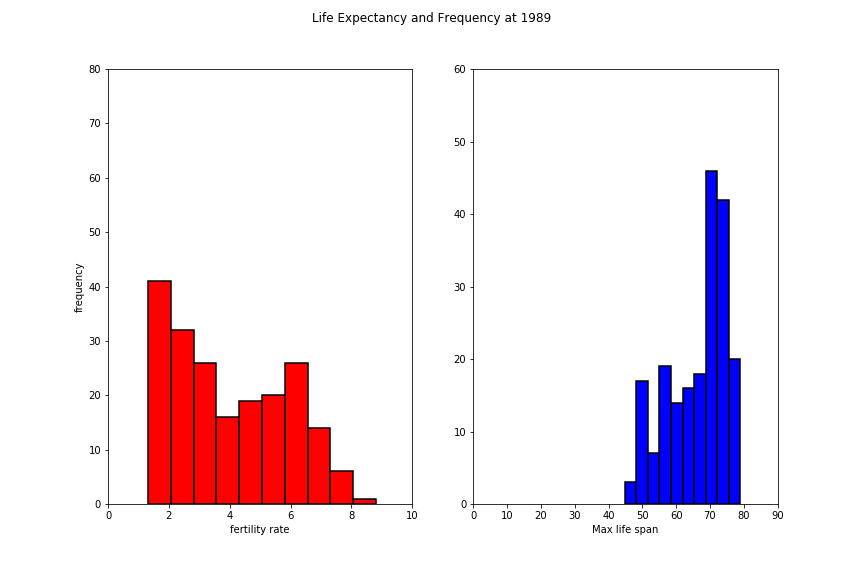 Life Expectancy and Frequency at 1989
80
70
60
50
40
30
20
10
0
frequency
0 2 4 6 8 10
fertility rate
60
50
40
30
20
10
0
0 10 20 30 40 50 60 70 80 90
Max life span